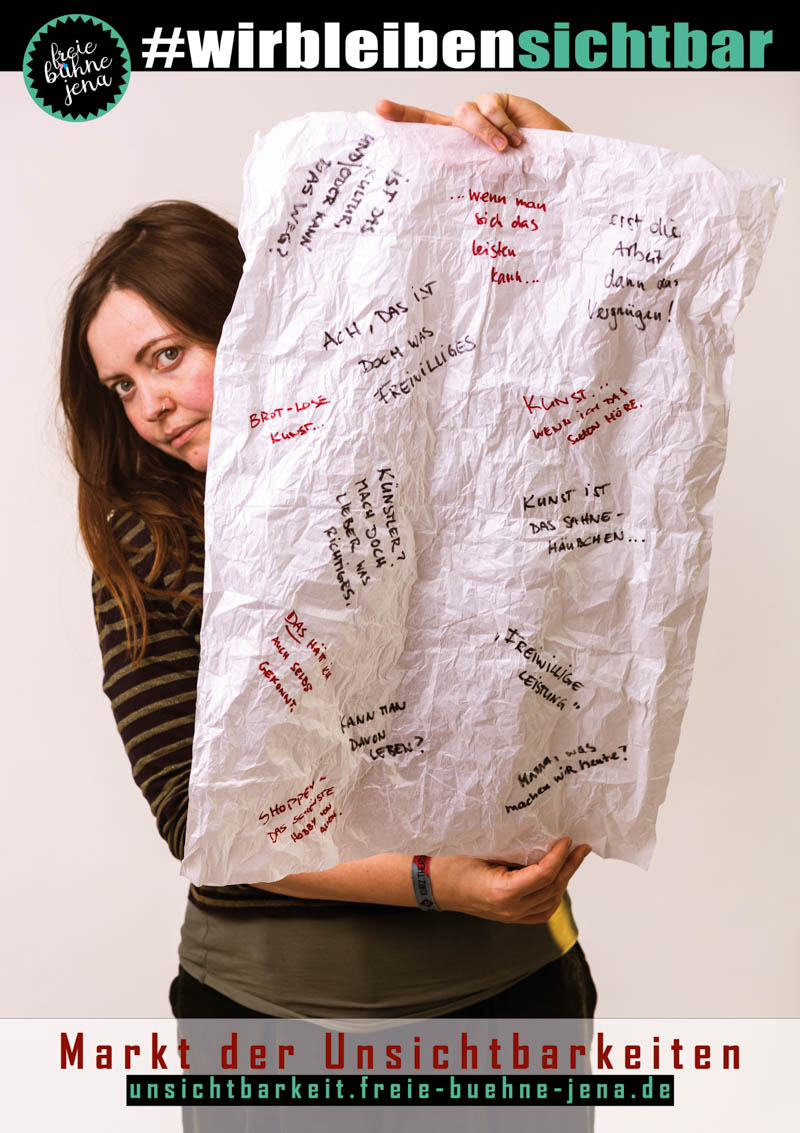 freie
bühne
jena
#wirbleibensichtbar
IST DAS
KULTUR,
UND/ODER KANN
DAS WEG?
...wenn man
sich das
leisten
kann...
erst die
Arbeit,
dann das
Vergnügen!
ACH, DAS IST
DOCH WAS
FREIWILLIGES
BROT-LOSE
KUNST...
KUNST...
WENN ICH DAS
SCHON HÖRE.
KÜNSTLER?
MACH DOCH
LIEBER WAS
RICHTIGES.
KUNST IST
DAS SAHNE-
HÄUBCHEN...
DAS HÄTT ICH
AUCH SELBS
GEKONNT.
"FREIWILLIGE
LEISTUNG"
KANN MAN
DAVON
LEBEN?
MAMA, WAS
machen wir heute?
SHOPPEN -
DAS SCHÖNSTE
HOBBY VON
ALLEN.
Markt der Unsichtbarkeiten
unsichtbarkeit.freie-buehne-jena.de